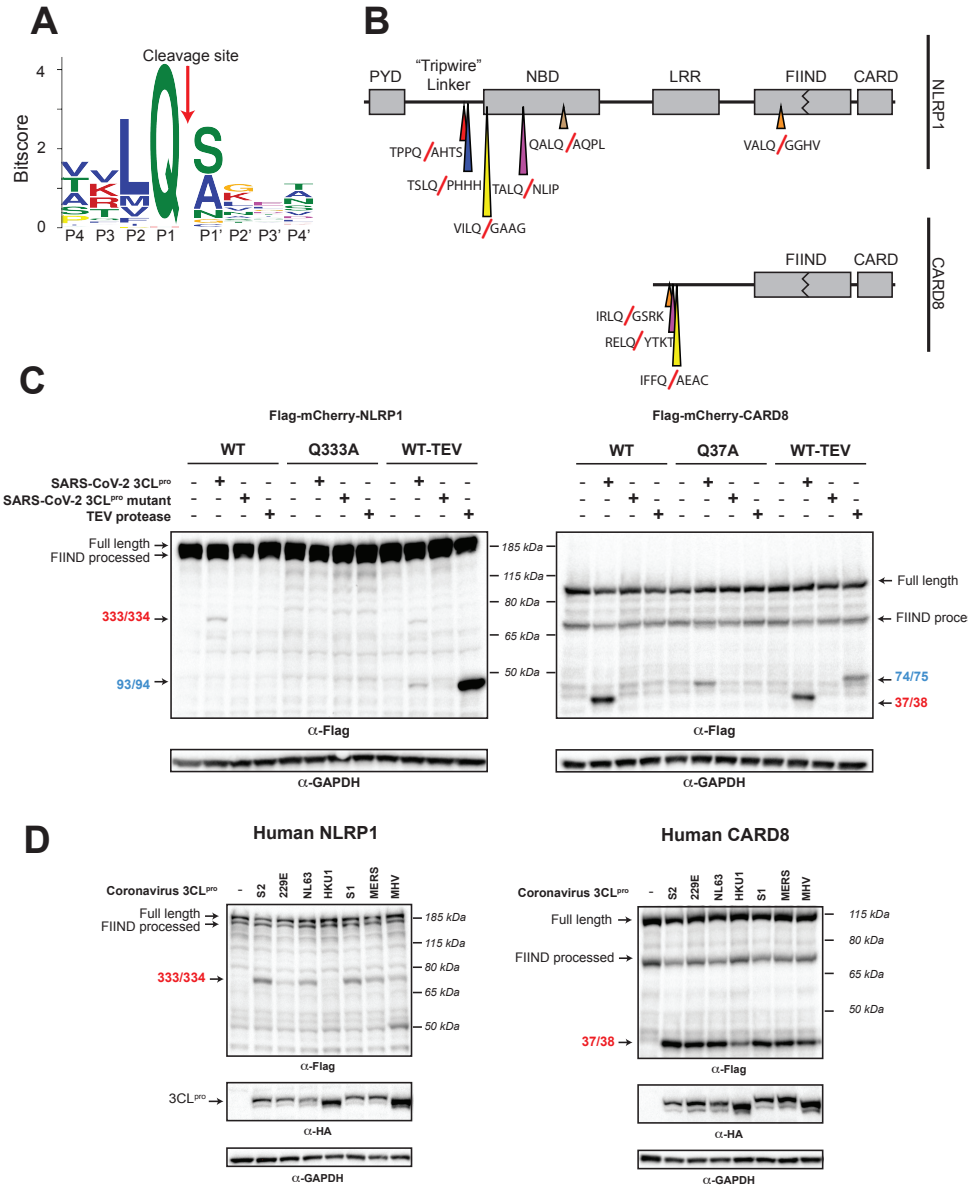 A
Cleavage site
Bitscore
4
2
0
V T A S P
V K R T
L M V
Q
S A N
G K V
T A N S
P4 P3 P2 P1 P1' P2' P3' P4'
B
PYD
"Tripwire"
Linker
NBD
LRR
FIIND
CARD
NLRP1
TPPQ/AHTS
QALQ/AQPL
VALQ/GGHV
TSLQ/PHHH
TALQ/NLIP
VILQ/GAAG
FIIND
CARD
CARD8
IRLQ/GSRK
RELQ/YTKT
IFFQ/AEAC
C
Flag-mCherry-NLRP1
WT Q333A WT-TEV
SARS-CoV-2 3CLpro - + - - - + - - - + - -
SARS-CoV-2 3CLpro mutant - - + - - - + - - - + -
TEV protease - - - + - - - + - - - +
Full length
FIIND processed
333/334
93/94
185 kDa
115 kDa
80 kDa
65 kDa
50 kDa
α-Flag
α-GAPDH
Flag-mCherry-CARD8
WT Q37A WT-TEV
- + - - - + - - - + - -
- - + - - - + - - - + -
- - - + - - - + - - - +
Full length
FIIND proce
74/75
37/38
α-Flag
α-GAPDH
D
Human NLRP1
Coronavirus 3CLpro - S2 229E NL63 HKU1 S1 MERS MHV
Full length
FIIND processed
333/334
185 kDa
115 kDa
80 kDa
65 kDa
50 kDa
α-Flag
3CLpro
α-HA
α-GAPDH
Human CARD8
Coronavirus 3CLpro - S2 229E NL63 HKU1 S1 MERS MHV
Full length
FIIND processed
37/38
115 kDa
80 kDa
65 kDa
50 kDa
α-Flag
α-HA
α-GAPDH